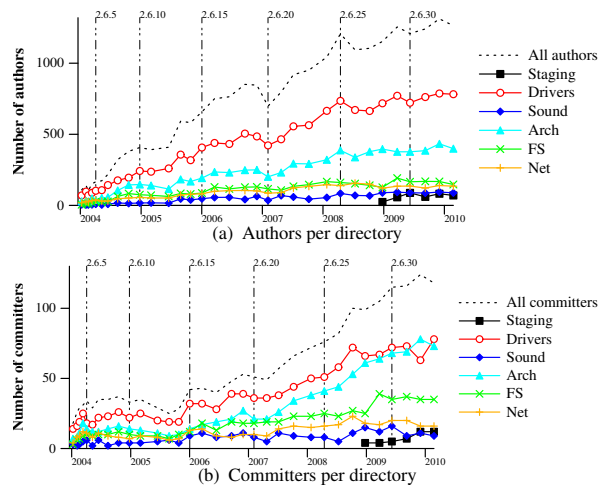 2.6.5 2.6.10 2.6.15 2.6.20 2.6.25 2.6.30
Number of authors
1000
500
0
2004 2005 2006 2007 2008 2009 2010
All authors
Staging
Drivers
Sound
Arch
FS
Net
(a) Authors per directory
2.6.5 2.6.10 2.6.15 2.6.20 2.6.25 2.6.30
Number of committers
100
50
0
2004 2005 2006 2007 2008 2009 2010
All committers
Staging
Drivers
Sound
Arch
FS
Net
(b) Committers per directory